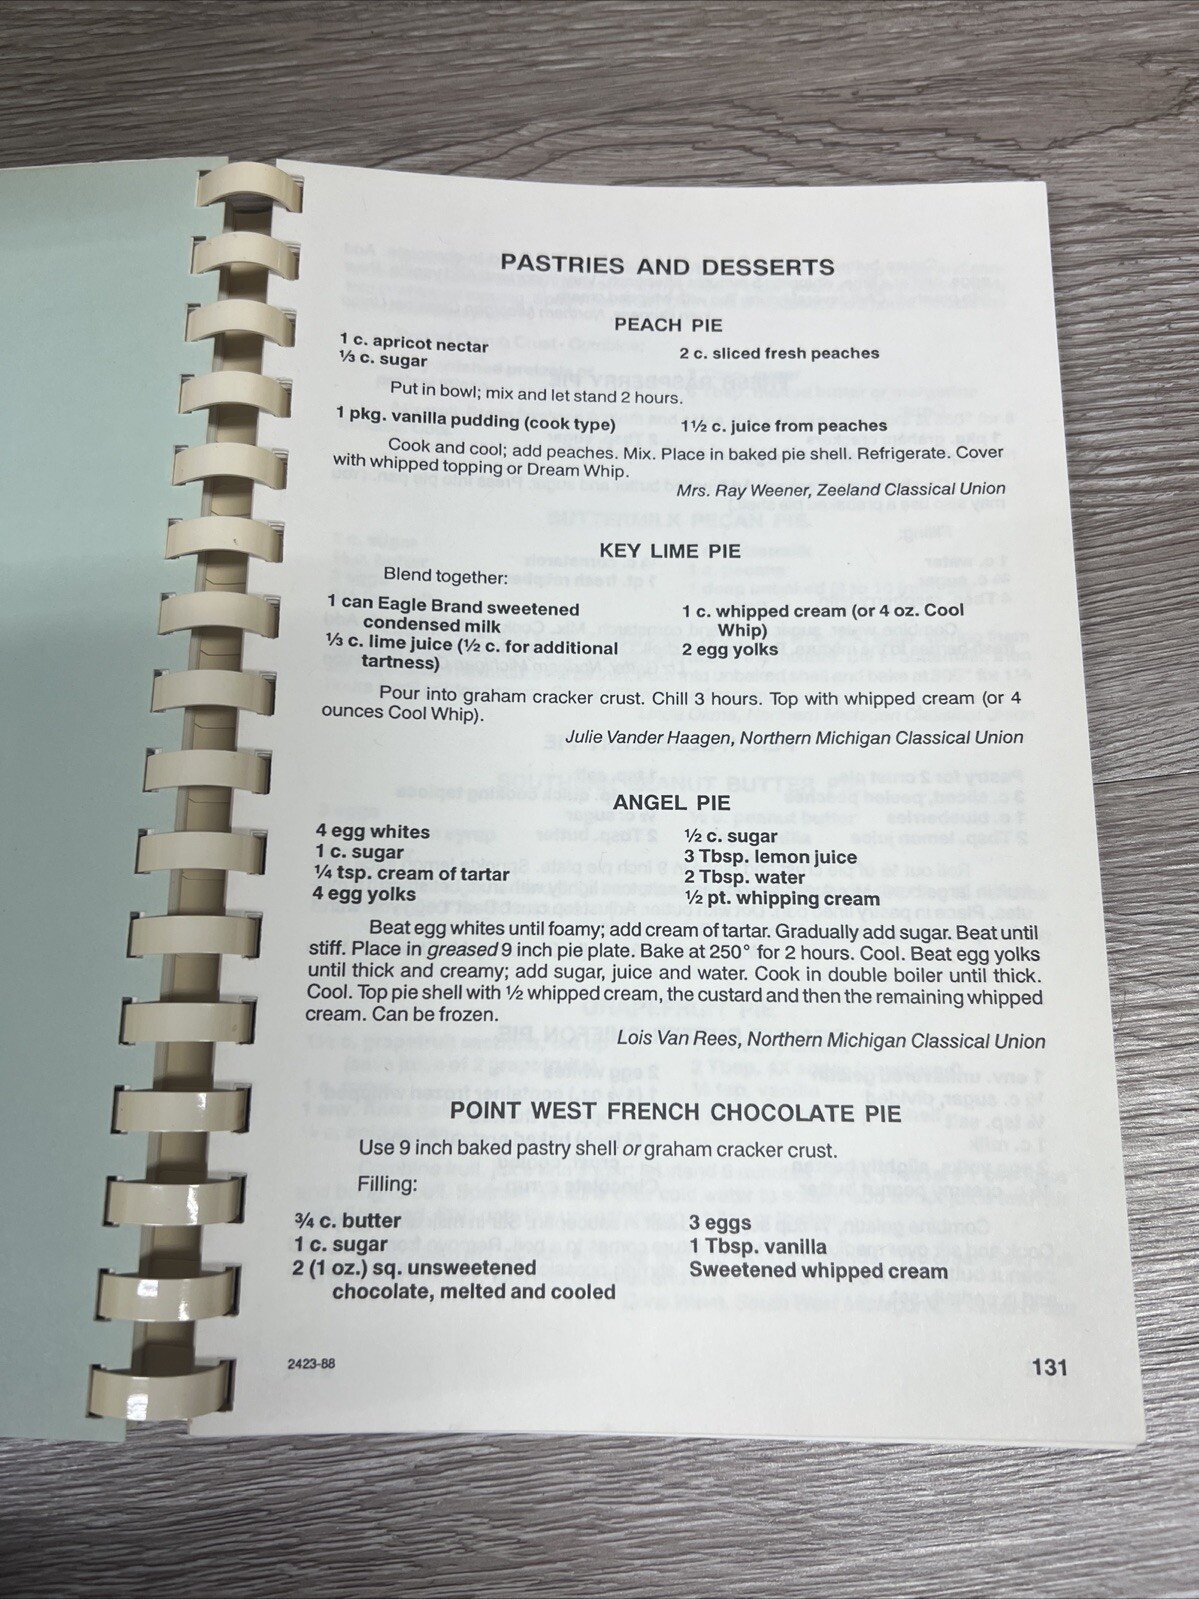 PASTRIES AND DESSERTS
PEACH PIE
1 c. apricot nectar
⅓ c. sugar
2 c. sliced fresh peaches
Put in bowl; mix and let stand 2 hours.
1 pkg. vanilla pudding (cook type)
1½ c. juice from peaches
Cook and cool; add peaches. Mix. Place in baked pie shell. Refrigerate. Cover
with whipped topping or Dream Whip.
Mrs. Ray Weener, Zeeland Classical Union
KEY LIME PIE
Blend together:
1 can Eagle Brand sweetened
condensed milk
⅓ c. lime juice (½ c. for additional
tartness)
1 c. whipped cream (or 4 oz. Cool
Whip)
2 egg yolks
Pour into graham cracker crust. Chill 3 hours. Top with whipped cream (or 4
ounces Cool Whip).
Julie Vander Haagen, Northern Michigan Classical Union
ANGEL PIE
4 egg whites
1 c. sugar
¼ tsp. cream of tartar
4 egg yolks
½ c. sugar
3 Tbsp. lemon juice
2 Tbsp. water
½ pt. whipping cream
Beat egg whites until foamy; add cream of tartar. Gradually add sugar. Beat until
stiff. Place in greased 9 inch pie plate. Bake at 250° for 2 hours. Cool. Beat egg yolks
until thick and creamy; add sugar, juice and water. Cook in double boiler until thick.
Cool. Top pie shell with ½ whipped cream, the custard and then the remaining whipped
cream. Can be frozen.
Lois Van Rees, Northern Michigan Classical Union
POINT WEST FRENCH CHOCOLATE PIE
Use 9 inch baked pastry shell or graham cracker crust.
Filling:
¾ c. butter
1 c. sugar
2 (1 oz.) sq. unsweetened
chocolate, melted and cooled
3 eggs
1 Tbsp. vanilla
Sweetened whipped cream
2423-88
131